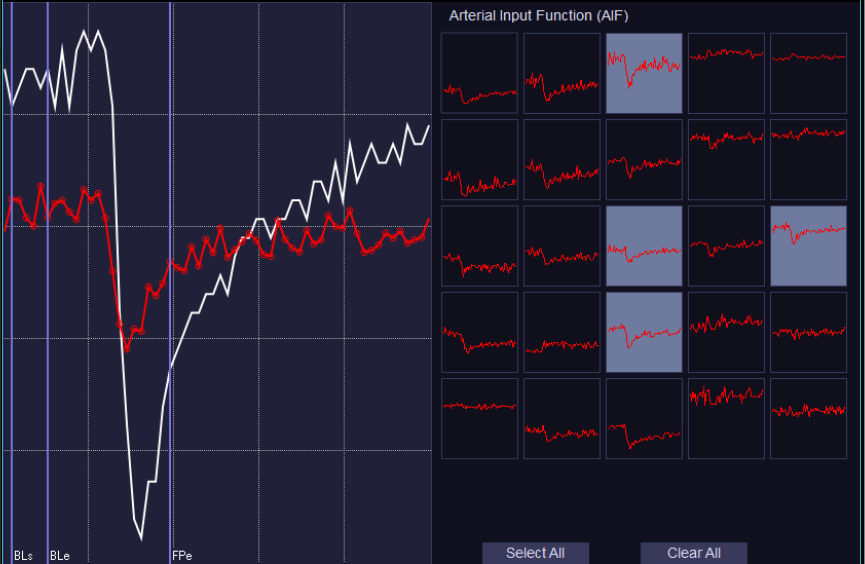 Arterial Input Function (AIF)
BLs BLe FPe
Select All Clear All